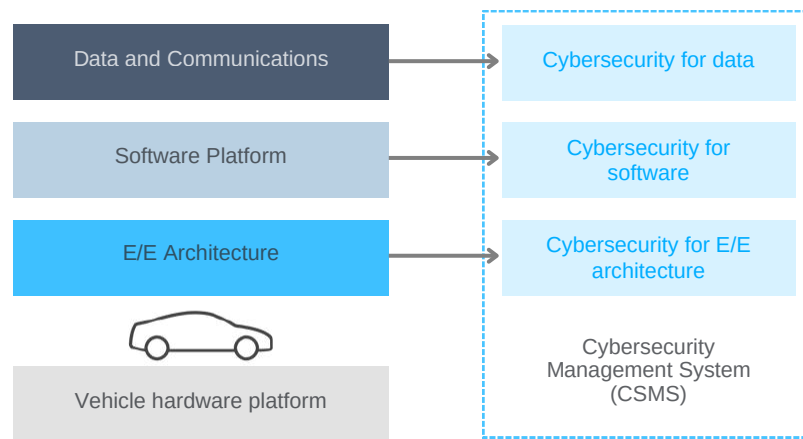 Data and Communications
Cybersecurity for data
Software Platform
Cybersecurity for
software
E/E Architecture
Cybersecurity for E/E
architecture
Vehicle hardware platform
Cybersecurity
Management System
(CSMS)